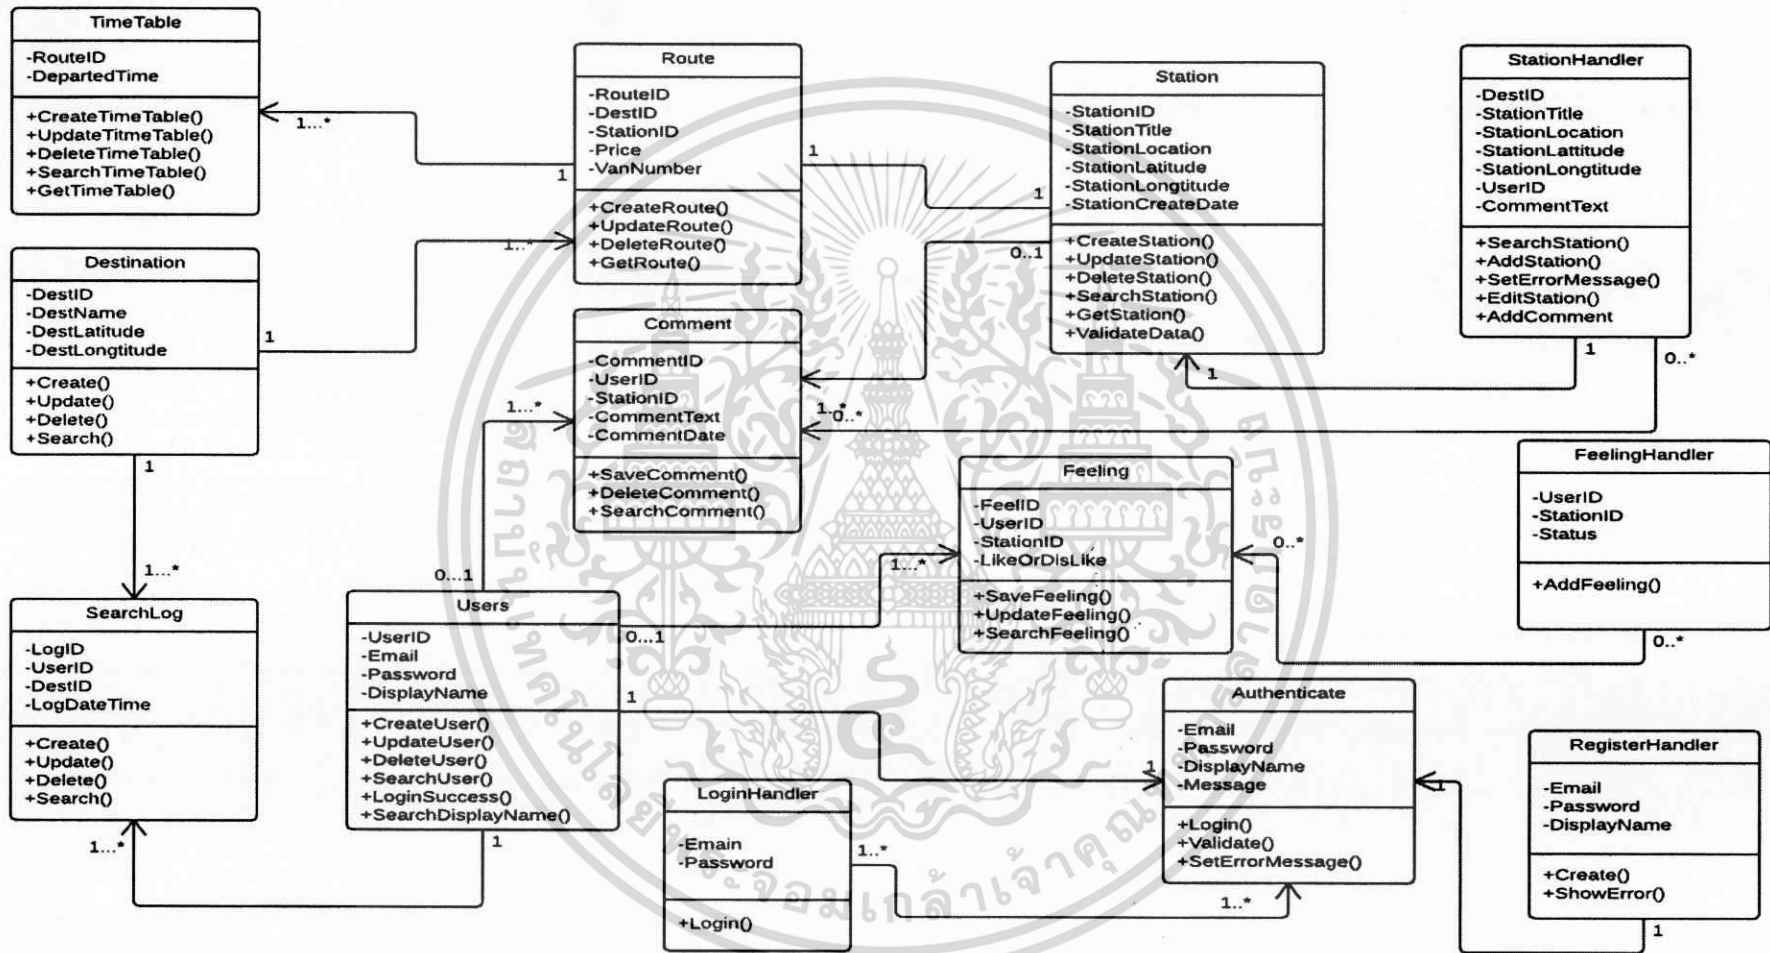 TimeTable
-RouteID
-DepartedTime
+CreateTimeTable()
+UpdateTitmeTable()
+DeleteTimeTable()
+SearchTimeTable()
+GetTimeTable()
1...*
1
Route
-RouteID
-DestID
-StationID
-Price
-VanNumber
+CreateRoute()
+UpdateRoute()
+DeleteRoute()
+GetRoute()
1
1
Station
-StationID
-StationTitle
-StationLocation
-StationLatitude
-StationLongtitude
-StationCreateDate
+CreateStation()
+UpdateStation()
+DeleteStation()
+SearchStation()
+GetStation()
+ValidateData()
0..1
StationHandler
-DestID
-StationTitle
-StationLocation
-StationLattitude
-StationLongtitude
-UserID
-CommentText
+SearchStation()
+AddStation()
+SetErrorMessage()
+EditStation()
+AddComment
1
0..*
1
Destination
-DestID
-DestName
-DestLatitude
-DestLongtitude
+Create()
+Update()
+Delete()
+Search()
1
1..*
1
1...*
Comment
-CommentID
-UserID
-StationID
-CommentText
-CommentDate
+SaveComment()
+DeleteComment()
+SearchComment()
1...*
1..*
0..*
0...1
Feeling
-FeelID
-UserID
-StationID
-LikeOrDisLike
+SaveFeeling()
+UpdateFeeling()
+SearchFeeling()
1...*
0..*
FeelingHandler
-UserID
-StationID
-Status
+AddFeeling()
0..*
SearchLog
-LogID
-UserID
-DestID
-LogDateTime
+Create()
+Update()
+Delete()
+Search()
1...*
Users
-UserID
-Email
-Password
-DisplayName
+CreateUser()
+UpdateUser()
+DeleteUser()
+SearchUser()
+LoginSuccess()
+SearchDisplayName()
0...1
1
1
LoginHandler
-Emain
-Password
+Login()
1..*
1..*
Authenticate
-Email
-Password
-DisplayName
-Message
+Login()
+Validate()
+SetErrorMessage()
1
1
RegisterHandler
-Email
-Password
-DisplayName
+Create()
+ShowError()
1